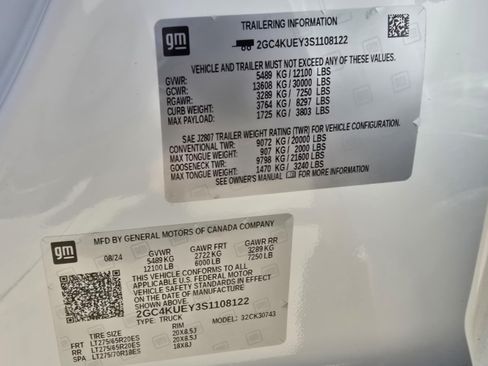 gm
TRAILERING INFORMATION
2GC4KUEY3S1108122
VEHICLE AND TRAILER MUST NOT EXCEED ANY OF THESE VALUES.
GVWR: 5489 KG/12100 LBS
GCWR: 13608 KG/30000 LBS
RGAWR: 3289 KG/ 7250 LBS
CURB WEIGHT: 3764 KG/ 8297 LBS
MAX PAYLOAD: 1725 KG/ 3803 LBS
SAE J2807 TRAILER WEIGHT RATING (TWR) FOR VEHICLE CONFIGURATION.
CONVENTIONAL TWR: 9072 KG/20000 LBS
MAX TONGUE WEIGHT: 907 KG/ 2000 LBS
GOOSENECK TWR: 9798 KG/21600 LBS
MAX TONGUE WEIGHT: 1470 KG/ 3240 LBS
SEE OWNER'S MANUAL FOR MORE INFORMATION
gm
MFD BY GENERAL MOTORS OF CANADA COMPANY
08/24 GVWR GAWR FRT GAWR RR
5489 KG 2722 KG 3289 KG
12100 LB 6000 LB 7250 LB
THIS VEHICLE CONFORMS TO ALL
APPLICABLE U.S. FEDERAL MOTOR
VEHICLE SAFETY STANDARDS IN
EFFECT ON THE DATE OF MANUFACTURE
SHOWN ABOVE.
2GC4KUEY3S1108122
TYPE: TRUCK MODEL: 32CK30743
TIRE SIZE RIM
FRT LT275/65R20ES 20X8.5J
RR LT275/65R20ES 20X8.5J
SPA LT275/70R18ES 18X8J